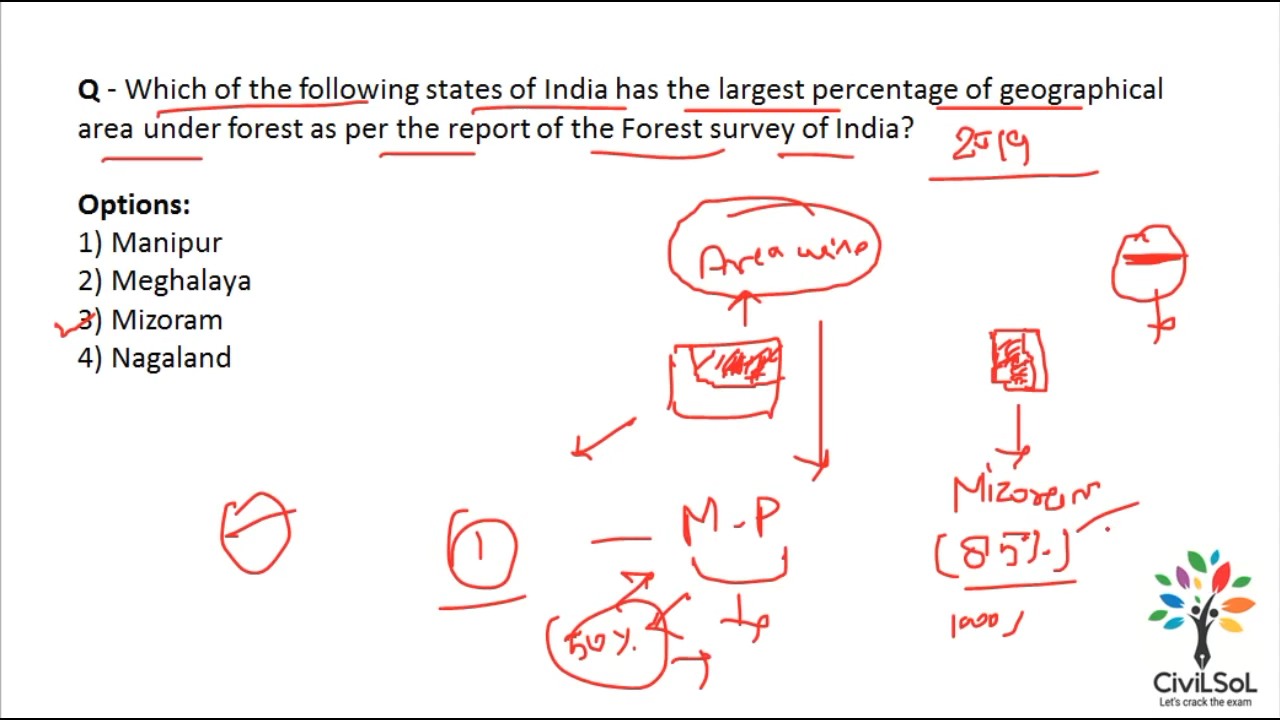 Q - Which of the following states of India has the largest percentage of geographical
area under forest as per the report of the Forest survey of India?
2019
Options:
1) Manipur
2) Meghalaya
3) Mizoram
4) Nagaland
Area wise
Mizoram
(85%)
1
M.P
50%
CiviLSoL
Let's crack the exam